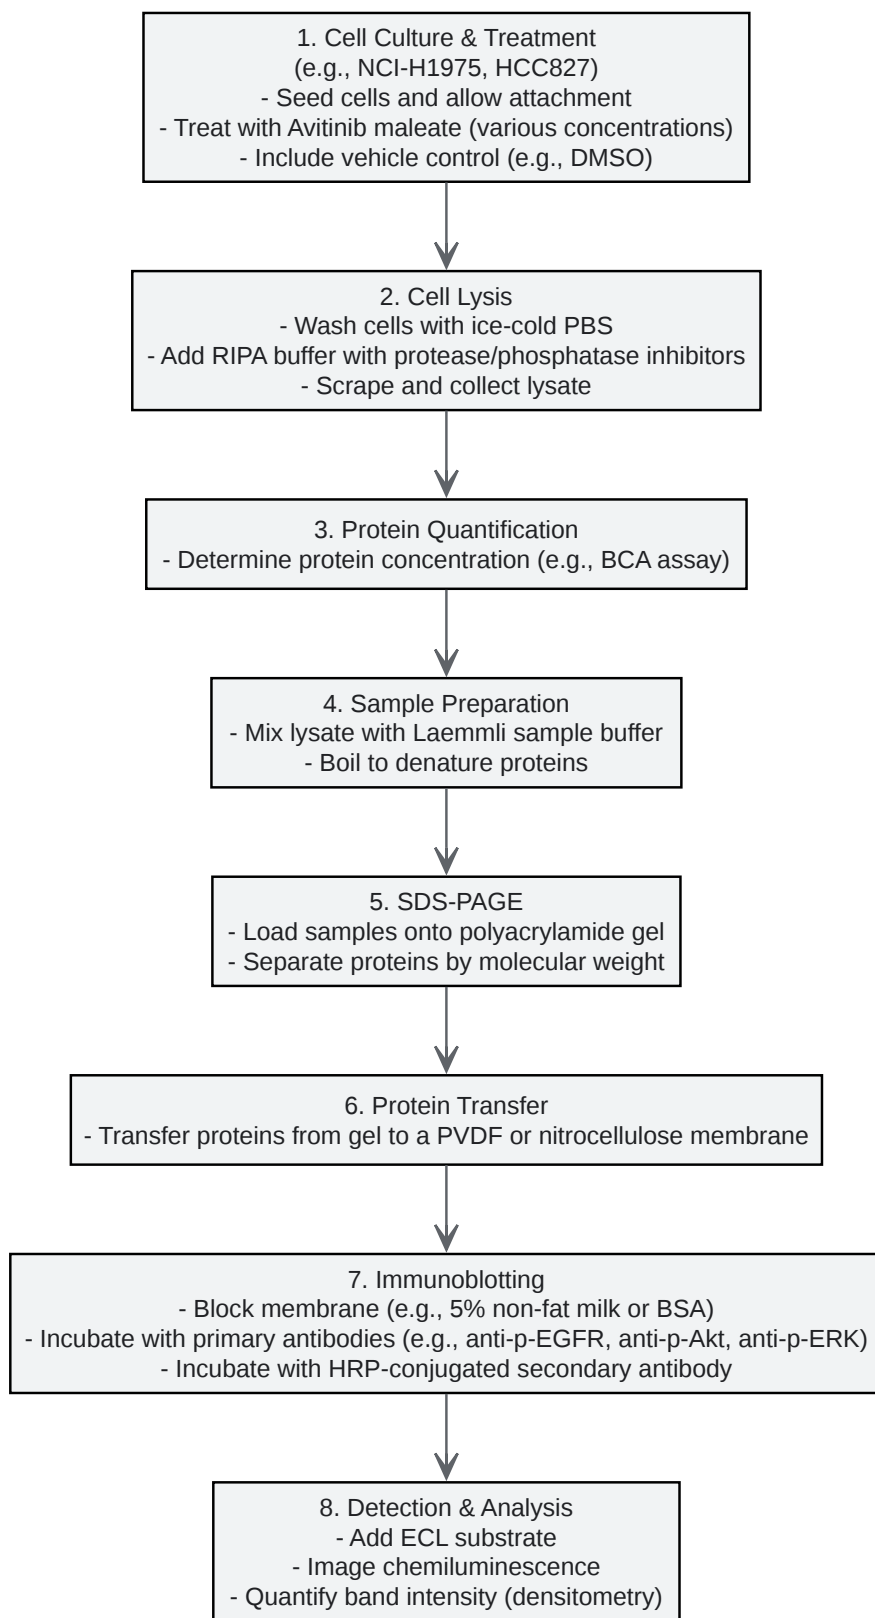 1. Cell Culture & Treatment
(e.g., NCI-H1975, HCC827)
- Seed cells and allow attachment
- Treat with Avitinib maleate (various concentrations)
- Include vehicle control (e.g., DMSO)
2. Cell Lysis
- Wash cells with ice-cold PBS
- Add RIPA buffer with protease/phosphatase inhibitors
- Scrape and collect lysate
3. Protein Quantification
- Determine protein concentration (e.g., BCA assay)
4. Sample Preparation
- Mix lysate with Laemmli sample buffer
- Boil to denature proteins
5. SDS-PAGE
- Load samples onto polyacrylamide gel
- Separate proteins by molecular weight
6. Protein Transfer
- Transfer proteins from gel to a PVDF or nitrocellulose membrane
7. Immunoblotting
- Block membrane (e.g., 5% non-fat milk or BSA)
- Incubate with primary antibodies (e.g., anti-p-EGFR, anti-p-Akt, anti-p-ERK)
- Incubate with HRP-conjugated secondary antibody
8. Detection & Analysis
- Add ECL substrate
- Image chemiluminescence
- Quantify band intensity (densitometry)